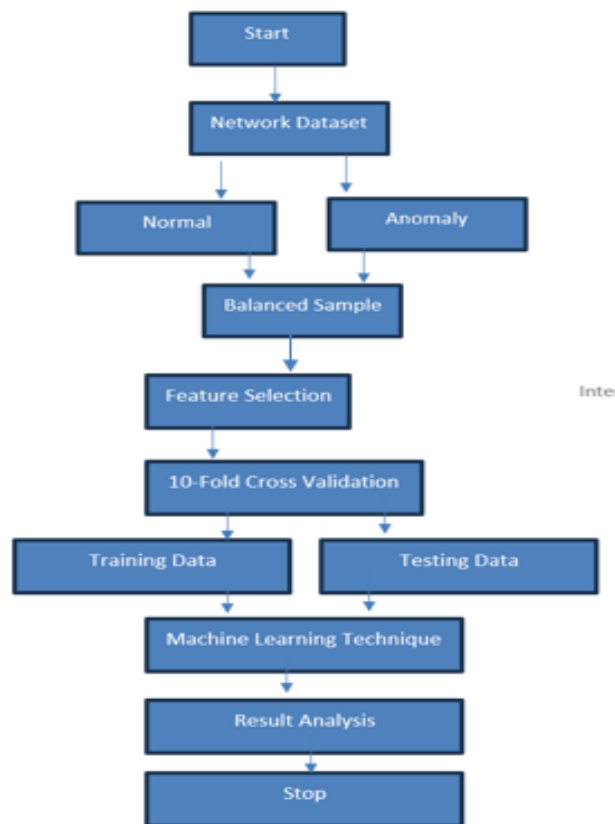 Start
Network Dataset
Normal
Anomaly
Balanced Sample
Feature Selection
Inte
10-Fold Cross Validation
Training Data
Testing Data
Machine Learning Technique
Result Analysis
Stop